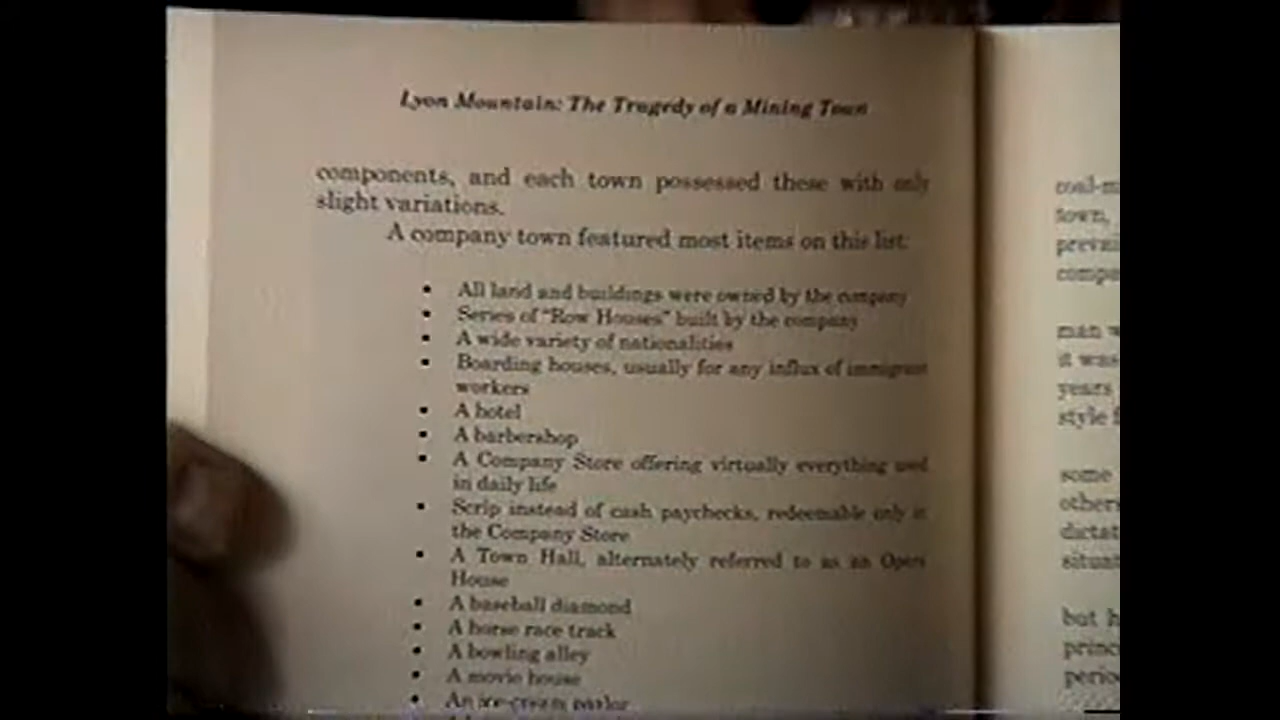 Lyon Mountain: The Tragedy of a Mining Town
components, and each town possessed these with only
slight variations.
A company town featured most items on this list:
• All land and buildings were owned by the company
• Series of "Row Houses" built by the company
• A wide variety of nationalities
• Boarding houses, usually for any influx of immigrant
workers
• A hotel
• A barbershop
• A Company Store offering virtually everything used
in daily life
• Scrip instead of cash paychecks, redeemable only at
the Company Store
• A Town Hall, alternately referred to as an Opera
House
• A baseball diamond
• A horse race track
• A bowling alley
• A movie house
• An ice-cream parlor
coal-m
town,
prevai
compa
man w
it was
years
style f
some
others
dictat
situat
but h
princ
perio